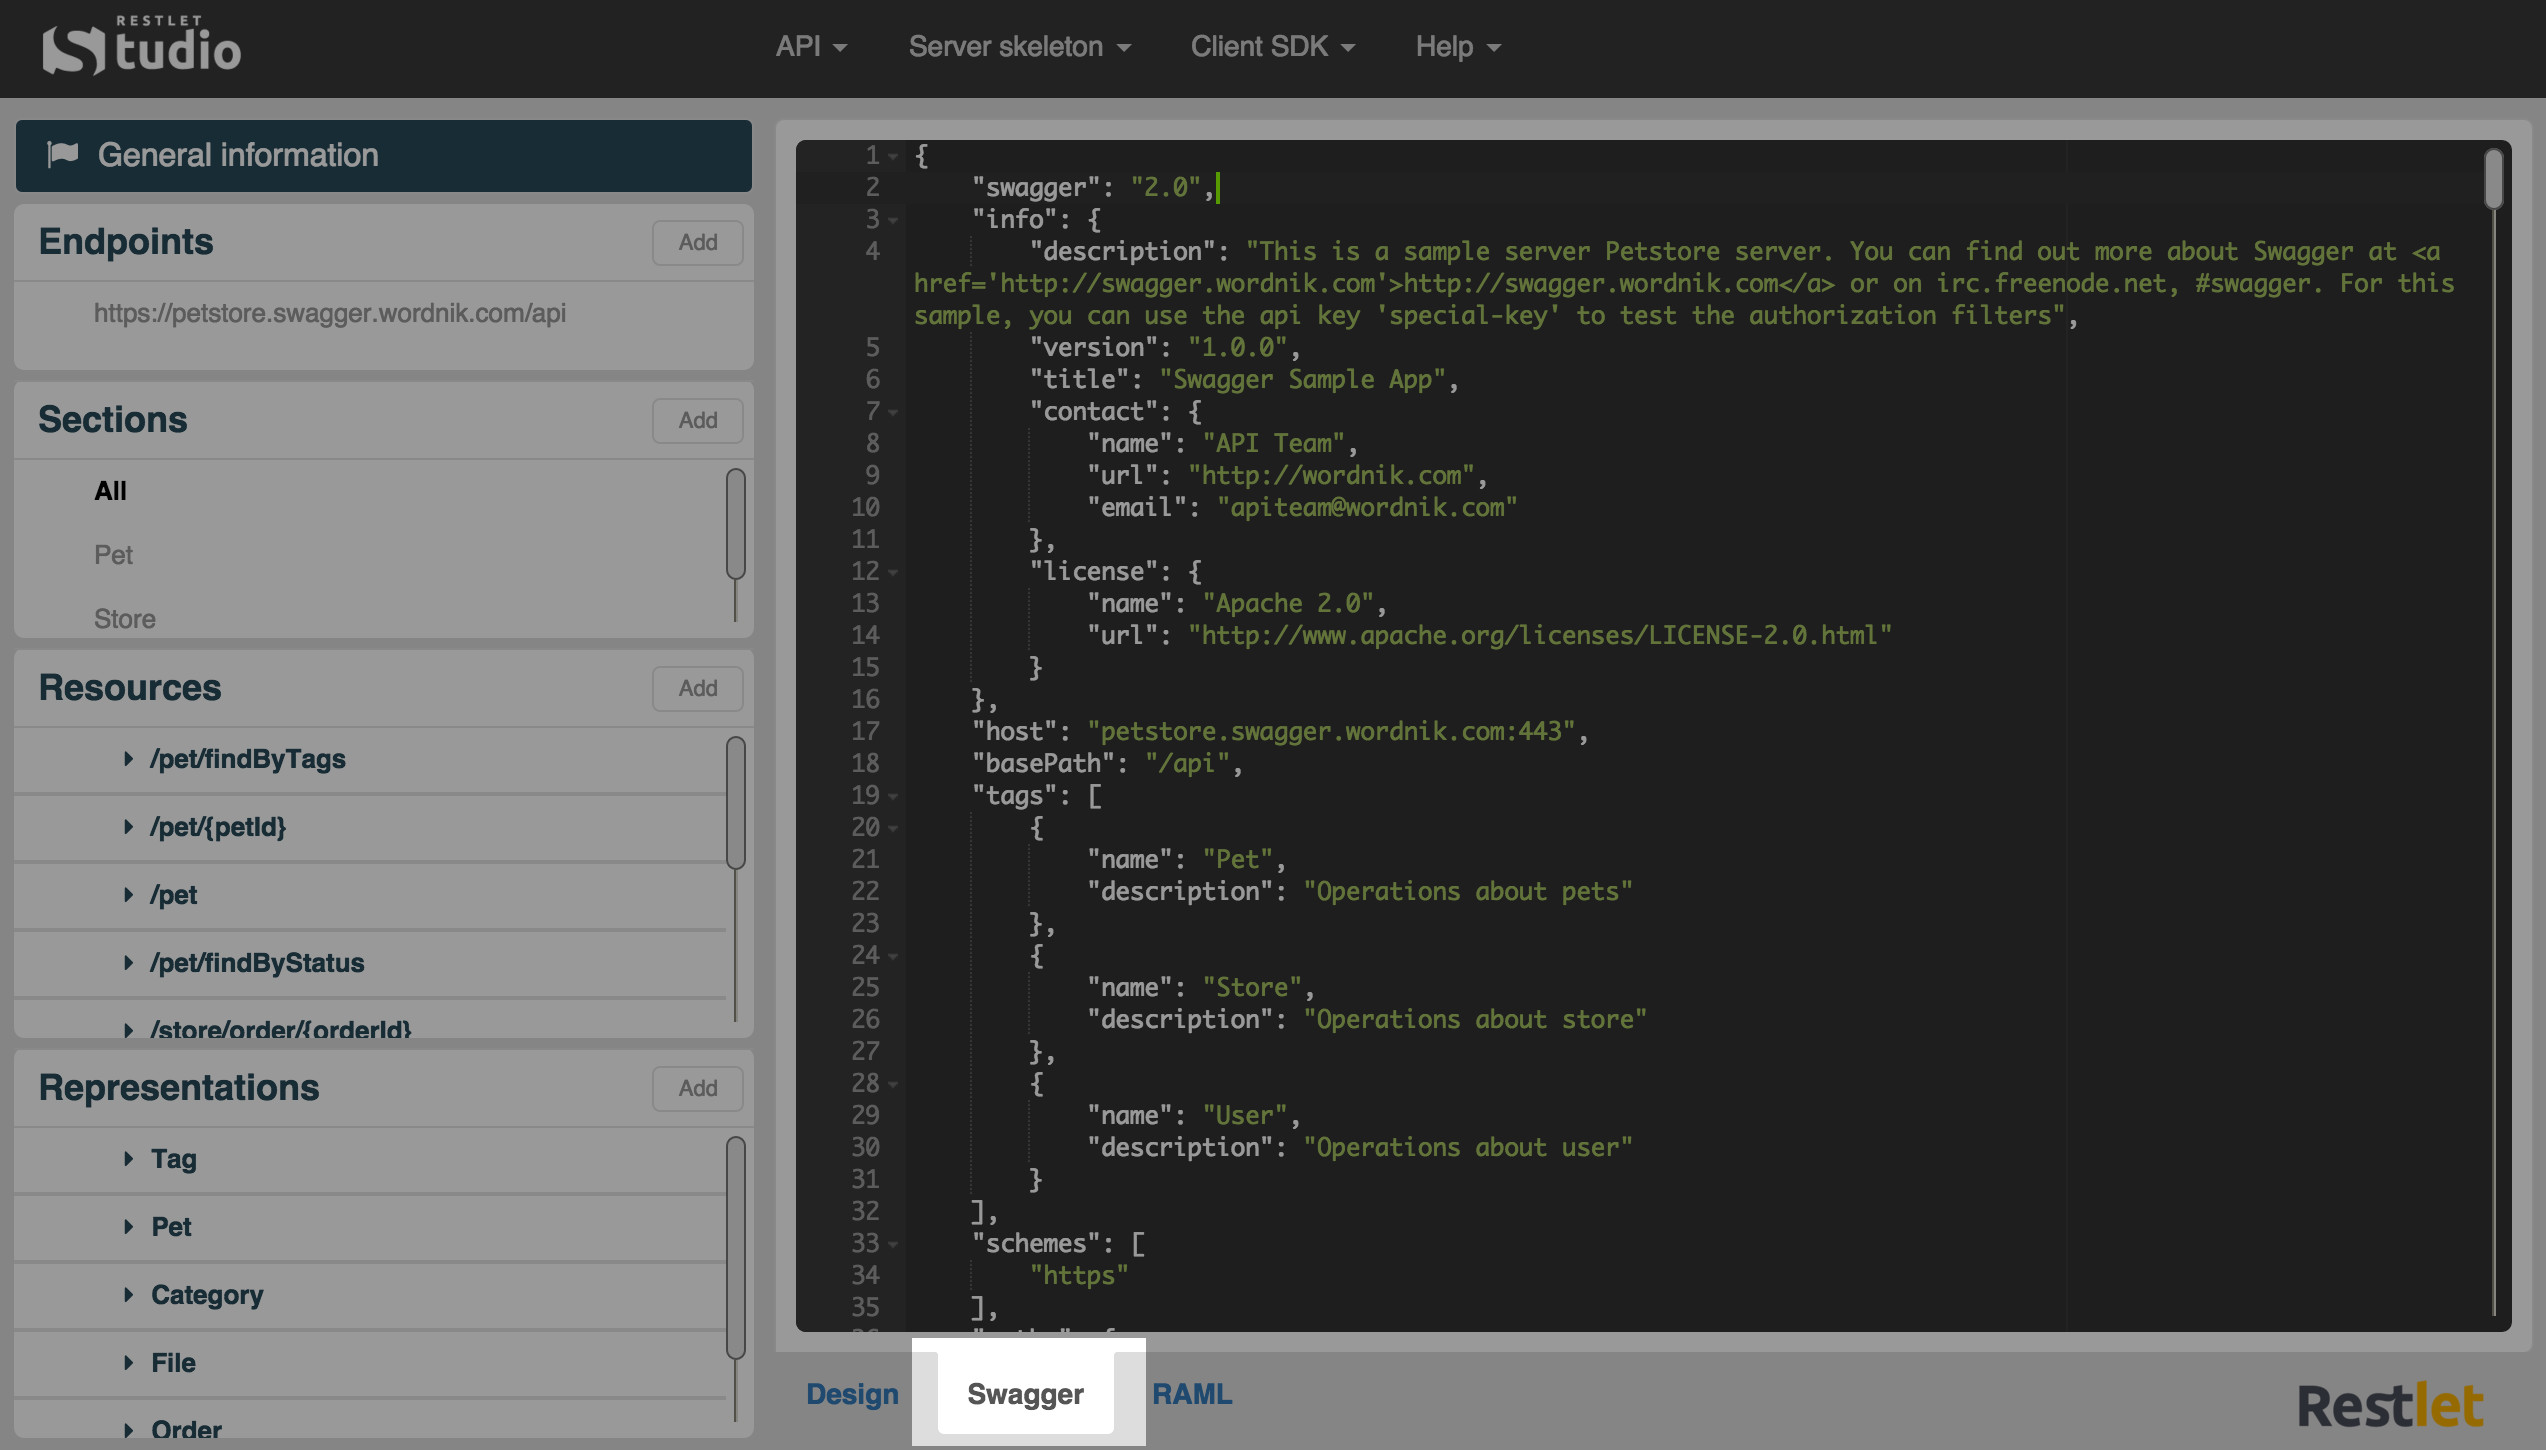 RESTLET
Studio
API
Server skeleton
Client SDK
Help
General information
Endpoints
Add
https://petstore.swagger.wordnik.com/api
Sections
Add
All
Pet
Store
Resources
Add
/pet/findByTags
/pet/{petId}
/pet
/pet/findByStatus
/store/order/{orderId}
Representations
Add
Tag
Pet
Category
File
Order
1 {
2 "swagger": "2.0",
3 "info": {
4 "description": "This is a sample server Petstore server. You can find out more about Swagger at <a
href='http://swagger.wordnik.com'>http://swagger.wordnik.com</a> or on irc.freenode.net, #swagger. For this
sample, you can use the api key 'special-key' to test the authorization filters",
5 "version": "1.0.0",
6 "title": "Swagger Sample App",
7 "contact": {
8 "name": "API Team",
9 "url": "http://wordnik.com",
10 "email": "apiteam@wordnik.com"
11 },
12 "license": {
13 "name": "Apache 2.0",
14 "url": "http://www.apache.org/licenses/LICENSE-2.0.html"
15 }
16 },
17 "host": "petstore.swagger.wordnik.com:443",
18 "basePath": "/api",
19 "tags": [
20 {
21 "name": "Pet",
22 "description": "Operations about pets"
23 },
24 {
25 "name": "Store",
26 "description": "Operations about store"
27 },
28 {
29 "name": "User",
30 "description": "Operations about user"
31 }
32 ],
33 "schemes": [
34 "https"
35 ],
Design
Swagger
RAML
Restlet